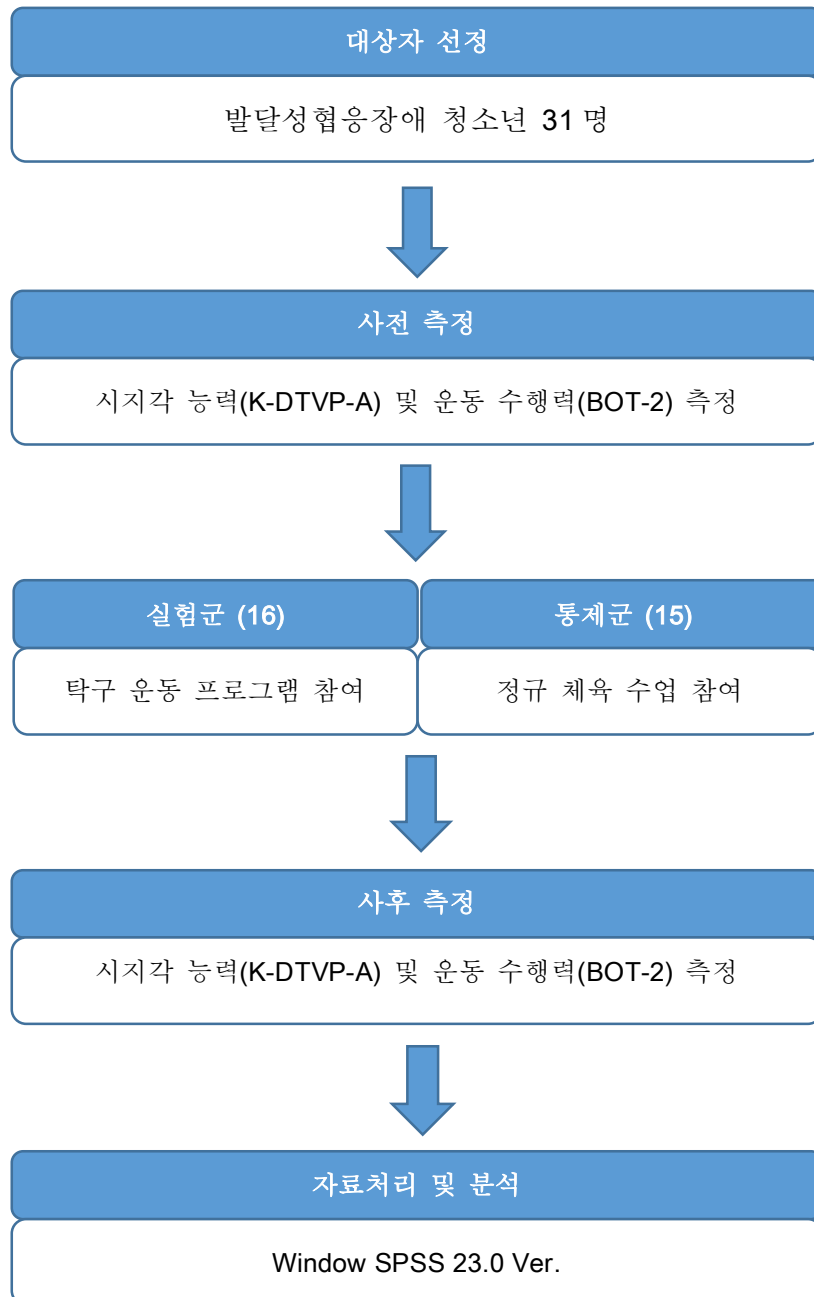 대상자 선정
발달성협응장애 청소년 31 명
사전 측정
시지각 능력(K-DTVP-A) 및 운동 수행력(BOT-2) 측정
실험군 (16)
통제군 (15)
탁구 운동 프로그램 참여
정규 체육 수업 참여
사후 측정
시지각 능력(K-DTVP-A) 및 운동 수행력(BOT-2) 측정
자료처리 및 분석
Window SPSS 23.0 Ver.